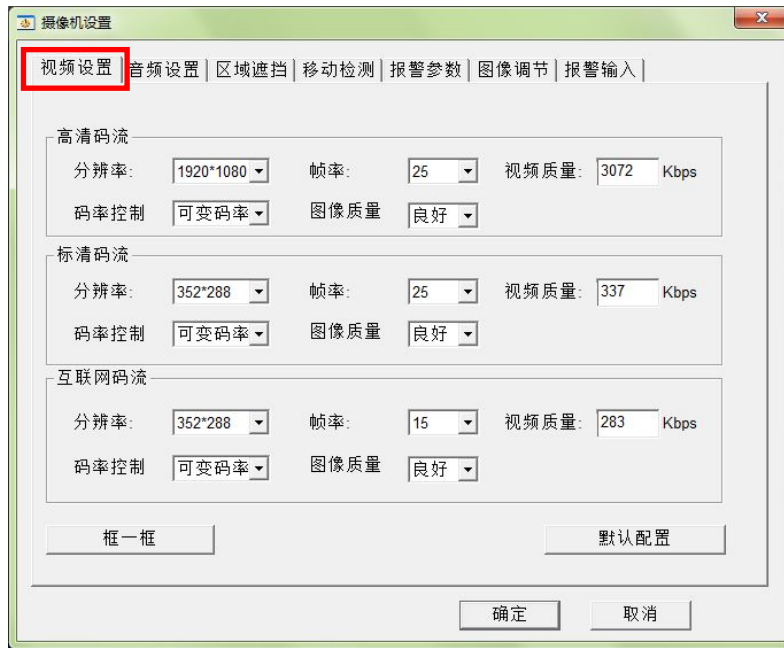 摄像机设置
视频设置 音频设置 区域遮挡 移动检测 报警参数 图像调节 报警输入
高清码流
分辨率: 1920*1080 帧率: 25 视频质量: 3072 Kbps
码率控制 可变码率 图像质量 良好
标清码流
分辨率: 352*288 帧率: 25 视频质量: 337 Kbps
码率控制 可变码率 图像质量 良好
互联网码流
分辨率: 352*288 帧率: 15 视频质量: 283 Kbps
码率控制 可变码率 图像质量 良好
框一框 默认配置
确定 取消